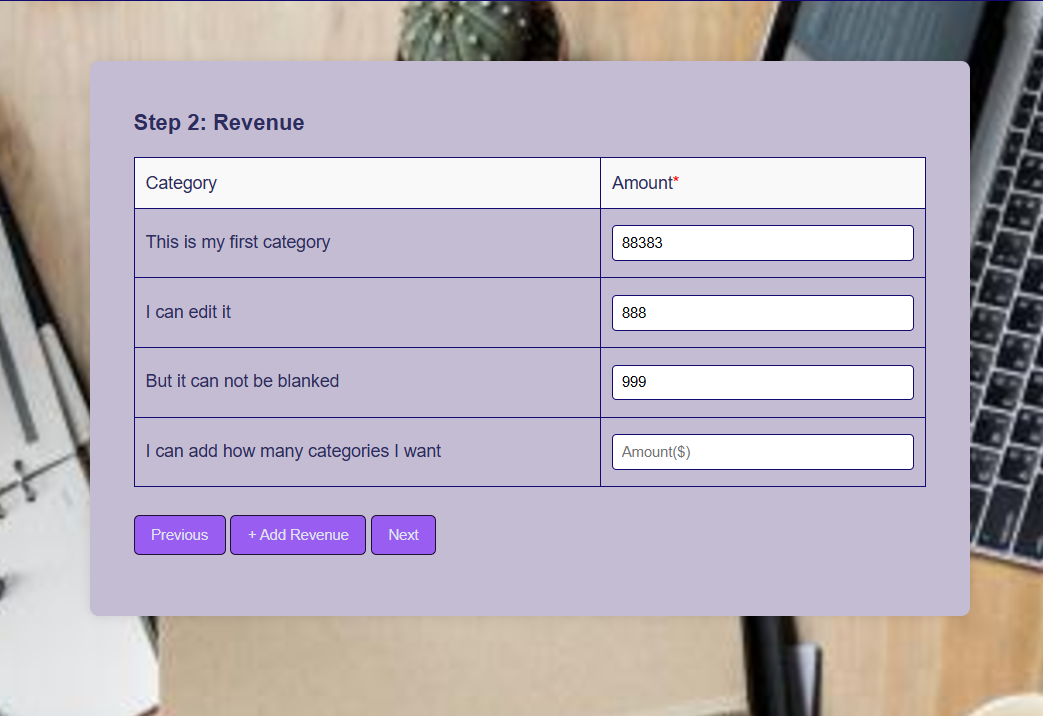 Step 2: Revenue
Category Amount*
This is my first category 88383
I can edit it 888
But it can not be blanked 999
I can add how many categories I want Amount($)
Previous + Add Revenue Next